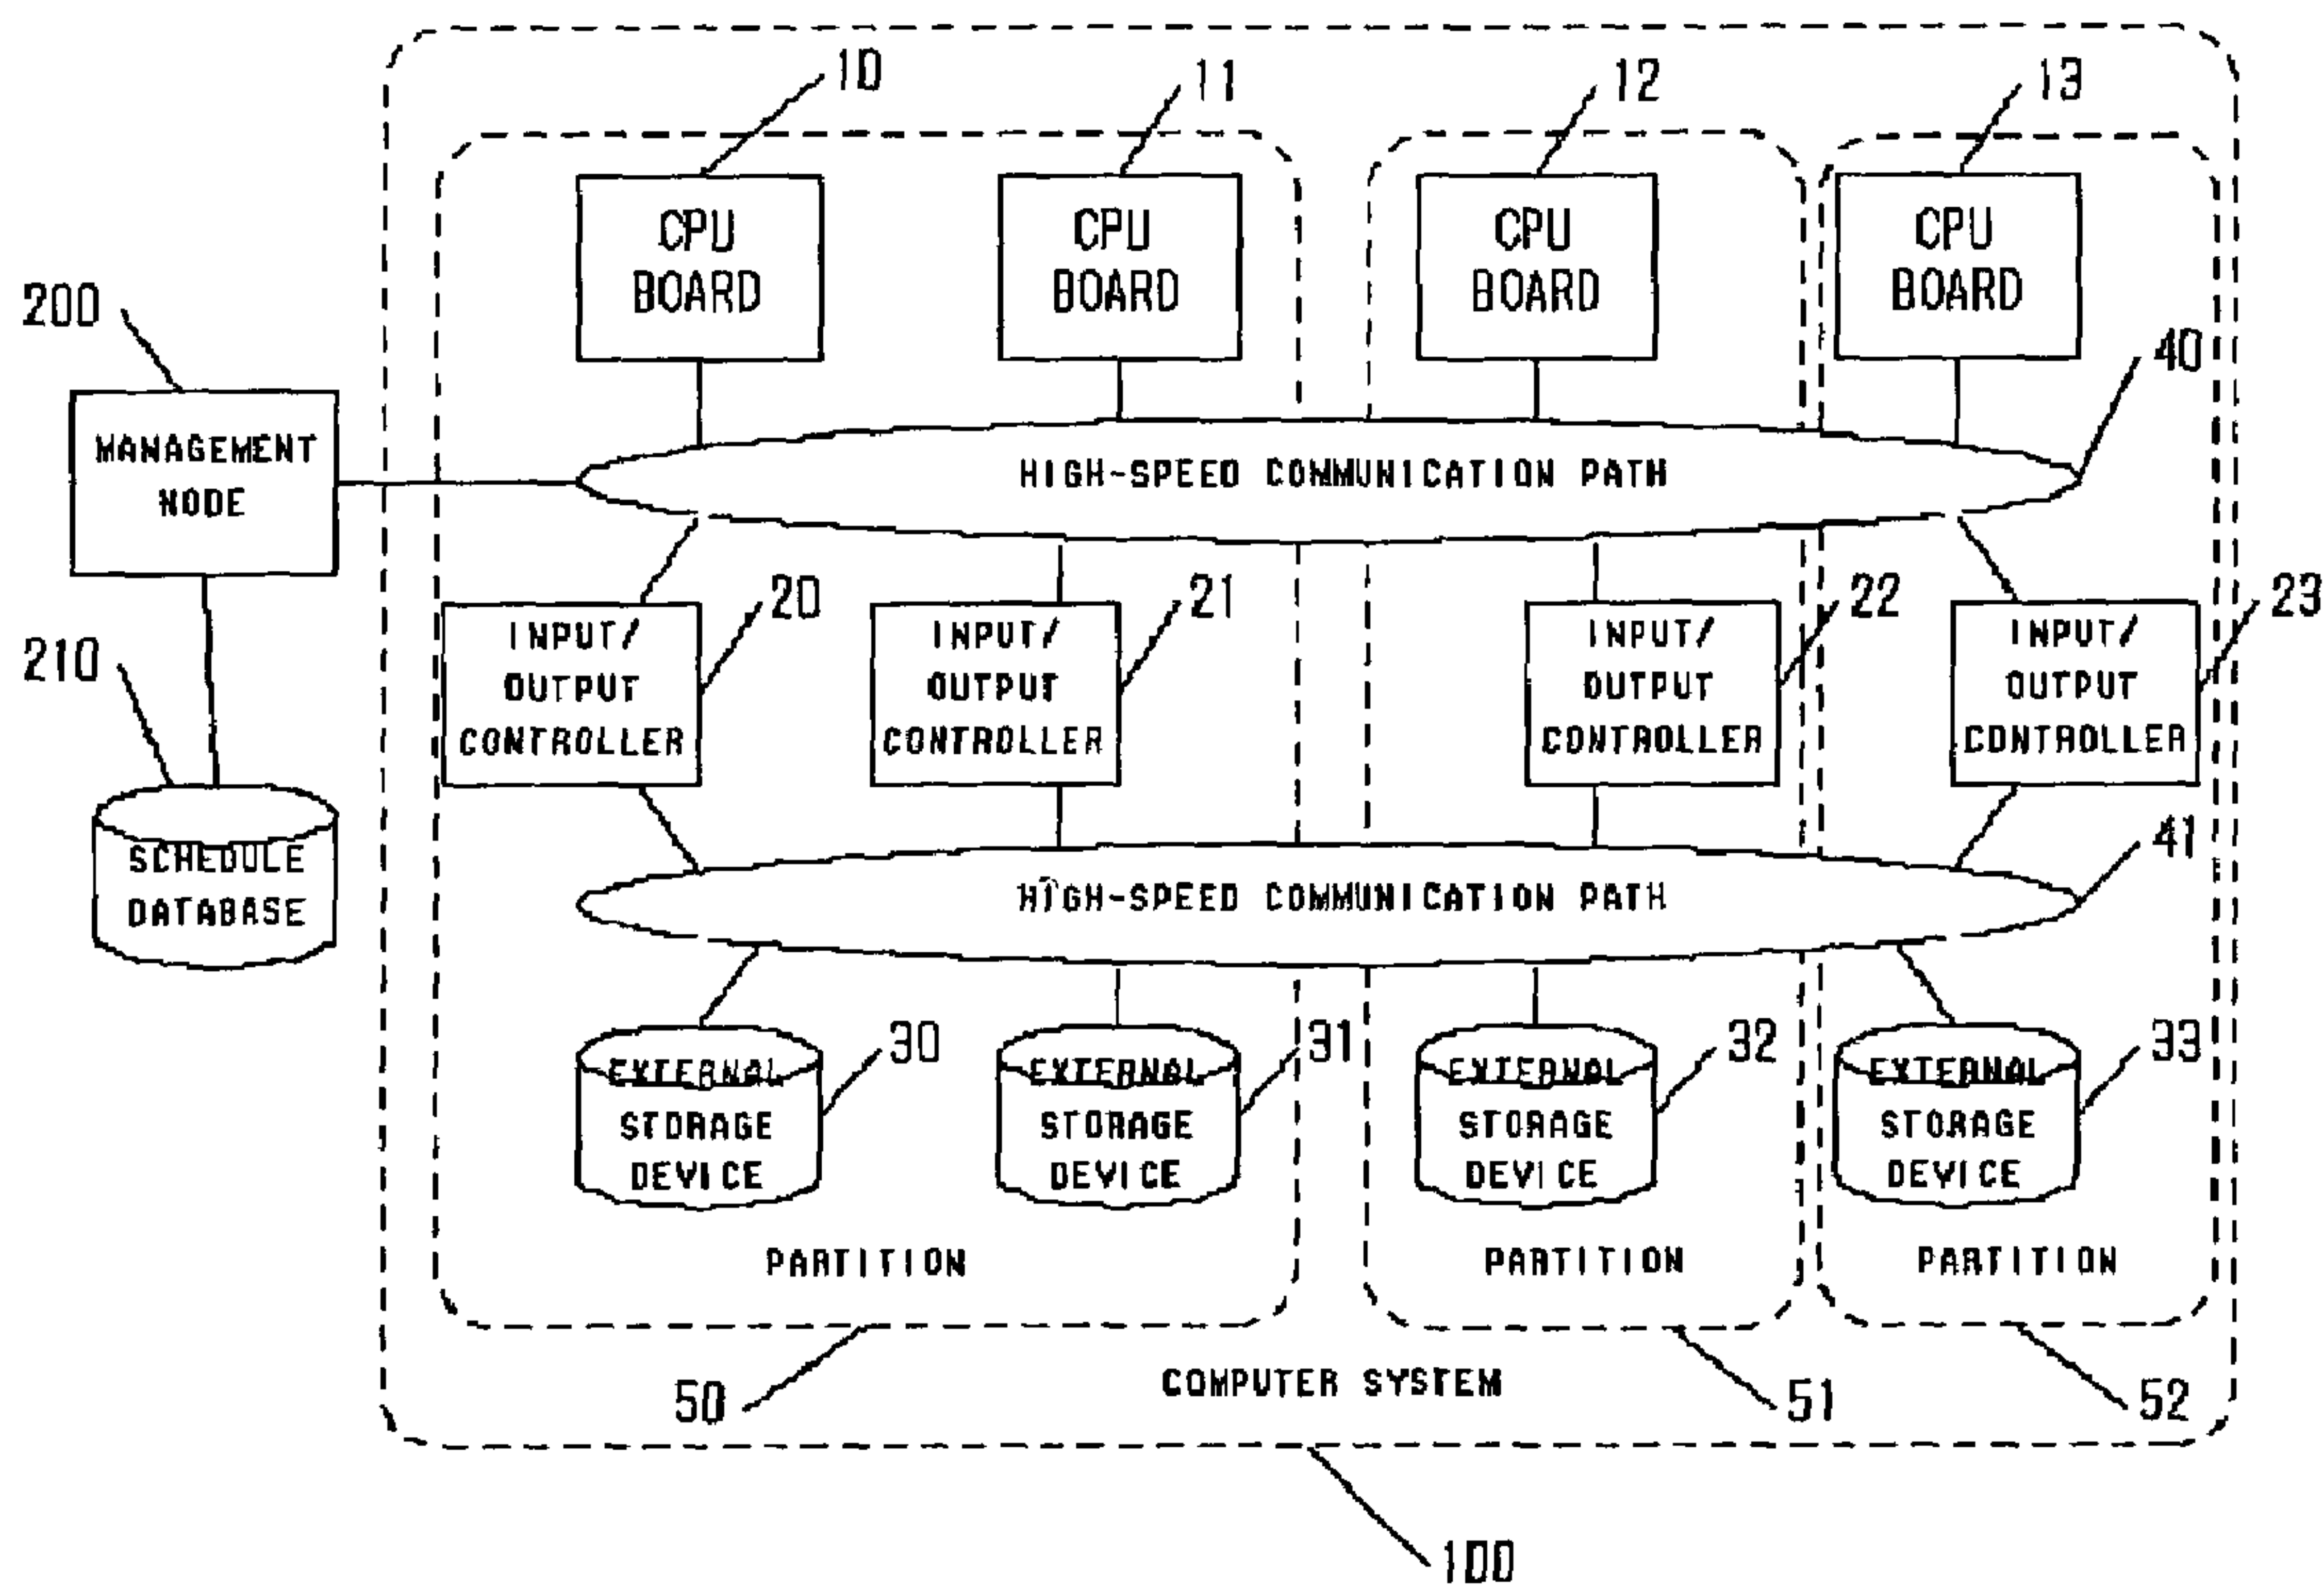 10 11 12 13
CPU BOARD
CPU BOARD
CPU BOARD
CPU BOARD
200
40
MANAGEMENT
NODE
HIGH-SPEED COMMUNICATION PATH
20 21 22 23
INPUT/
OUTPUT
CONTROLLER
INPUT/
OUTPUT
CONTROLLER
INPUT/
OUTPUT
CONTROLLER
INPUT/
OUTPUT
CONTROLLER
210
41
SCHEDULE
DATABASE
HIGH-SPEED COMMUNICATION PATH
30 31 32 33
EXTERNAL
STORAGE
DEVICE
EXTERNAL
STORAGE
DEVICE
EXTERNAL
STORAGE
DEVICE
EXTERNAL
STORAGE
DEVICE
PARTITION PARTITION PARTITION
50 COMPUTER SYSTEM 51 52
100